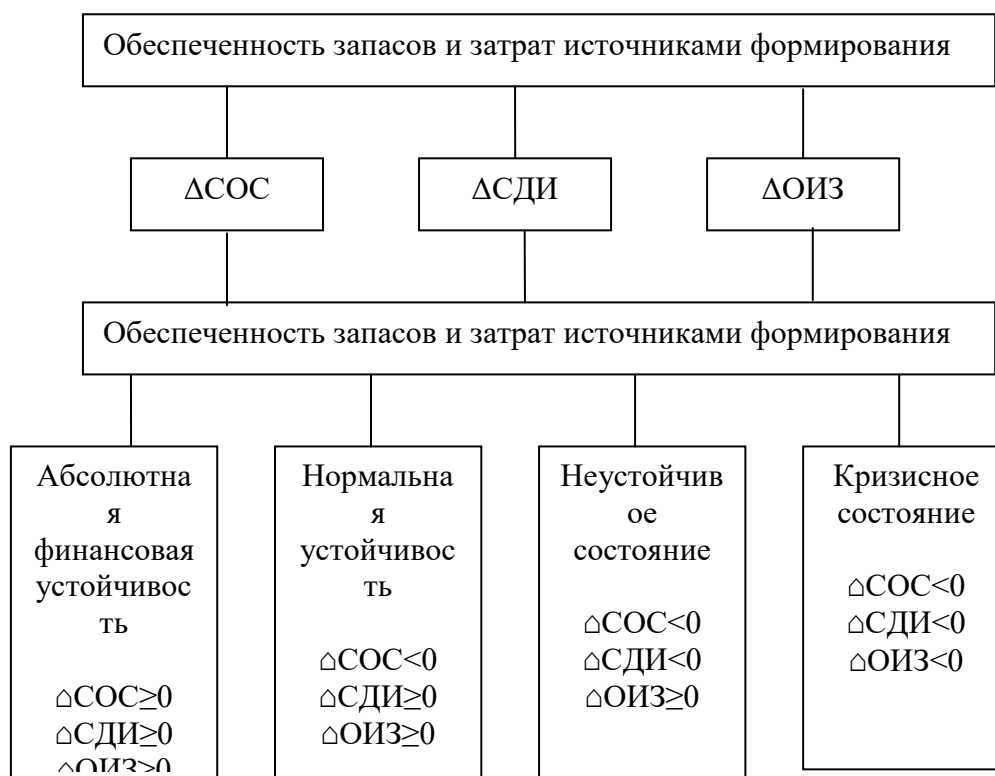 Обеспеченность запасов и затрат источниками формирования
ΔСОС
ΔСДИ
ΔОИЗ
Обеспеченность запасов и затрат источниками формирования
Абсолютна
я
финансовая
устойчивос
ть
⌂СОС≥0
⌂СДИ≥0
⌂ОИЗ≥0
Нормальна
я
устойчивос
ть
⌂СОС<0
⌂СДИ≥0
⌂ОИЗ≥0
Неустойчив
ое
состояние
⌂СОС<0
⌂СДИ<0
⌂ОИЗ≥0
Кризисное
состояние
⌂СОС<0
⌂СДИ<0
⌂ОИЗ<0